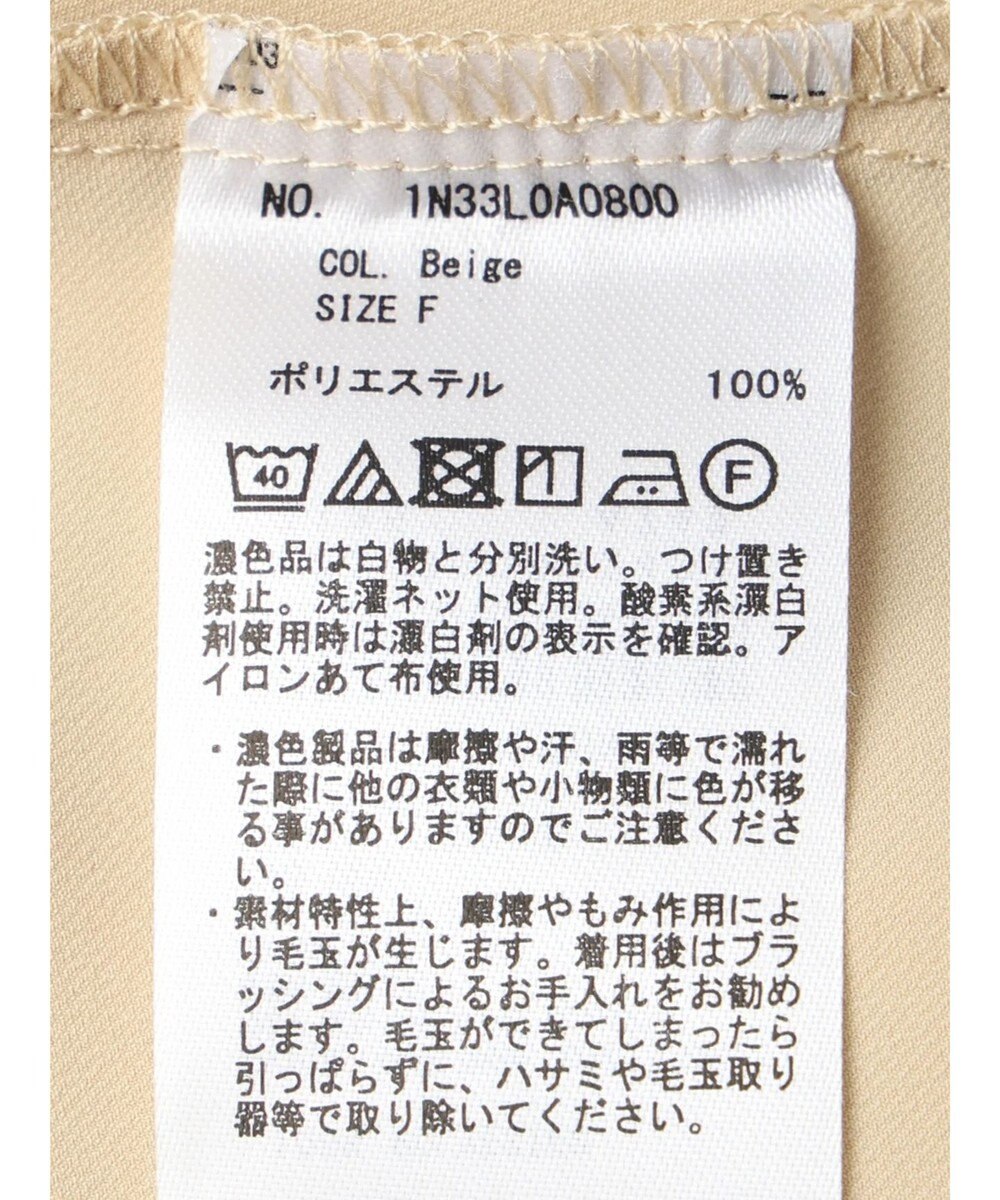 NO. 1N33L0A0800
COL. Beige
SIZE F
ポリエステル 100%
40 F
濃色品は白物と分別洗い。つけ置き
禁止。洗濯ネット使用。酸素系漂白
剤使用時は漂白剤の表示を確認。ア
イロンあて布使用。
・濃色製品は摩擦や汗、雨等で濡れ
た際に他の衣類や小物類に色が移
る事がありますのでご注意くださ
い。
・素材特性上、摩擦やもみ作用によ
り毛玉が生じます。着用後はブラ
ッシングによるお手入れをお勧め
します。毛玉ができてしまったら
引っぱらずに、ハサミや毛玉取り
器等で取り除いてください。